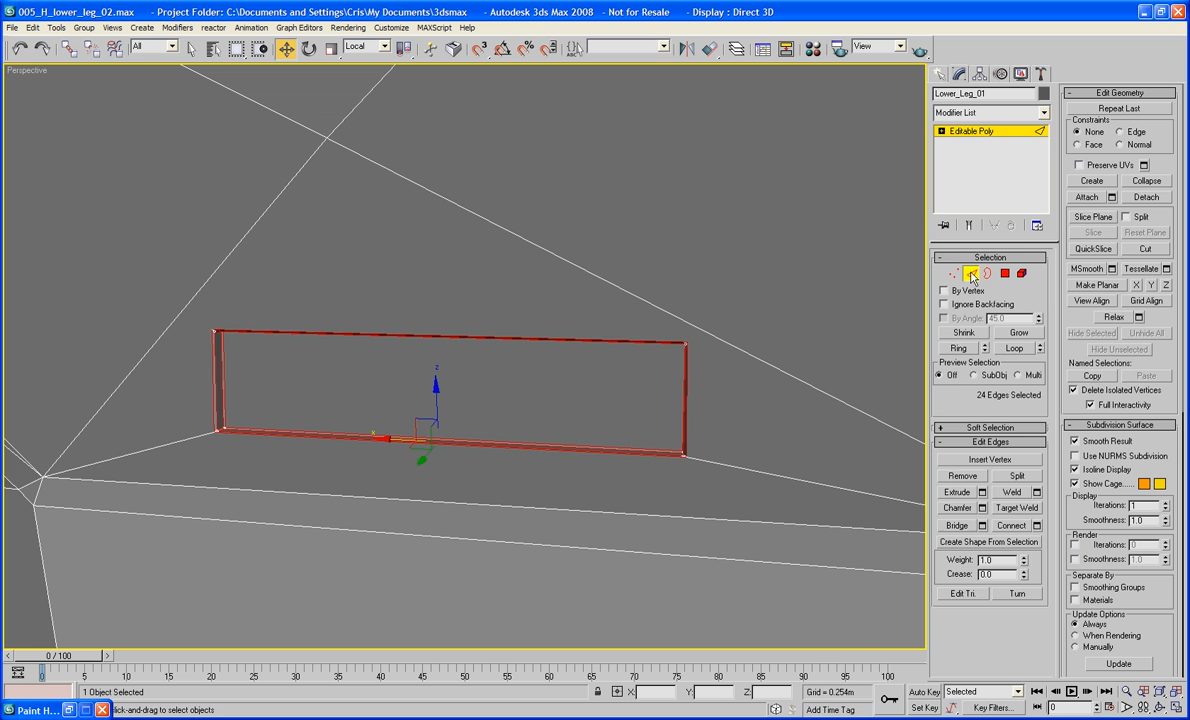 005_H_lower_leg_02.max - Project Folder: C:\Documents and Settings\Cris\My Documents\3dsmax - Autodesk 3ds Max 2008 - Not for Resale - Display : Direct 3D
File Edit Tools Group Views Create Modifiers reactor Animation Graph Editors Rendering Customize MAXScript Help
All Local View
Perspective
Lower_Leg_01
Modifier List
Editable Poly
Selection
By Vertex
Ignore Backfacing
By Angle: 45.0
Shrink Grow
Ring Loop
Preview Selection
Off SubObj Multi
24 Edges Selected
Soft Selection
Edit Edges
Insert Vertex
Remove Split
Extrude Weld
Chamfer Target Weld
Bridge Connect
Create Shape From Selection
Weight: 1.0
Crease: 0.0
Edit Tri. Turn
Edit Geometry
Repeat Last
Constraints
None Edge
Face Normal
Preserve UVs
Create Collapse
Attach Detach
Slice Plane Split
Slice Reset Plane
QuickSlice Cut
MSmooth Tessellate
Make Planar X Y Z
View Align Grid Align
Relax
Hide Selected Unhide All
Hide Unselected
Named Selections:
Copy Paste
Delete Isolated Vertices
Full Interactivity
Subdivision Surface
Smooth Result
Use NURMS Subdivision
Isoline Display
Show Cage......
Display
Iterations: 1
Smoothness: 1.0
Render
Iterations: 0
Smoothness: 1.0
Separate By
Smoothing Groups
Materials
Update Options
Always
When Rendering
Manually
Update
x z
0 / 100
0 5 10 15 20 25 30 35 40 45 50 55 60 65 70 75 80 85 90 95 100
1 Object Selected X: Y: Z: Grid = 0.254m Auto Key Selected
Paint H... click-and-drag to select objects Add Time Tag Set Key Key Filters... 0